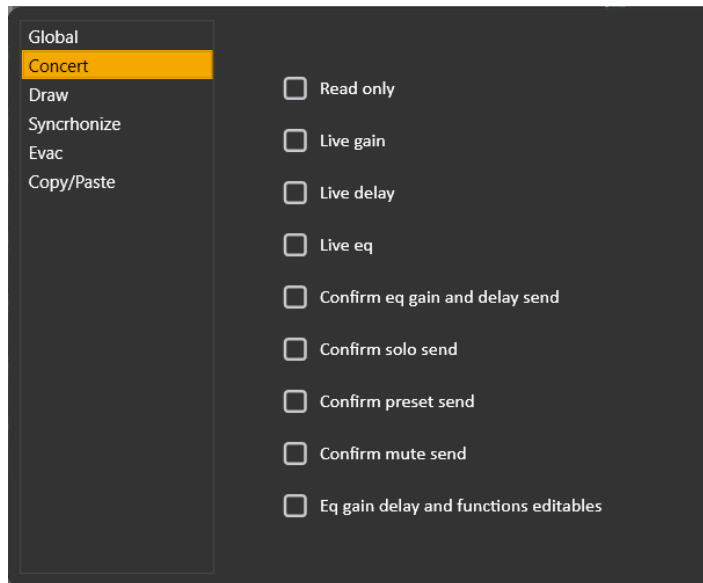 Global
Concert
Draw
Syncrhonize
Evac
Copy/Paste
Read only
Live gain
Live delay
Live eq
Confirm eq gain and delay send
Confirm solo send
Confirm preset send
Confirm mute send
Eq gain delay and functions editables